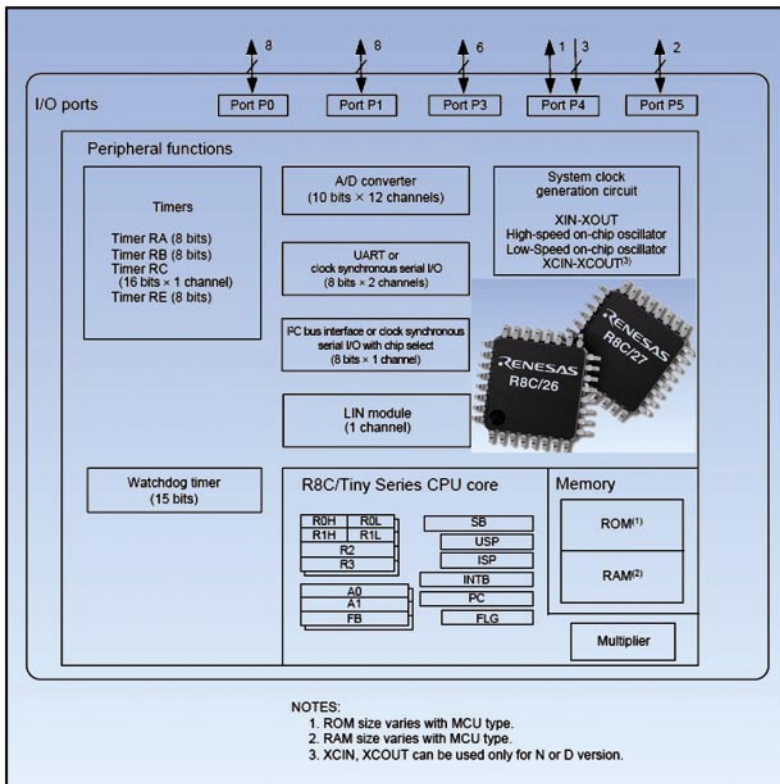 8
8
6
1
3
2
I/O ports
Port P0
Port P1
Port P3
Port P4
Port P5
Peripheral functions
Timers
Timer RA (8 bits)
Timer RB (8 bits)
Timer RC
(16 bits × 1 channel)
Timer RE (8 bits)
A/D converter
(10 bits × 12 channels)
UART or
clock synchronous serial I/O
(8 bits × 2 channels)
I²C bus interface or clock synchronous
serial I/O with chip select
(8 bits × 1 channel)
LIN module
(1 channel)
System clock
generation circuit
XIN-XOUT
High-speed on-chip oscillator
Low-Speed on-chip oscillator
XCIN-XCOUT(3)
RENESAS
R8C/26
RENESAS
R8C/27
Watchdog timer
(15 bits)
R8C/Tiny Series CPU core
R0H R0L
R1H R1L
R2
R3
A0
A1
FB
SB
USP
ISP
INTB
PC
FLG
Memory
ROM(1)
RAM(2)
Multiplier
NOTES:
1. ROM size varies with MCU type.
2. RAM size varies with MCU type.
3. XCIN, XCOUT can be used only for N or D version.